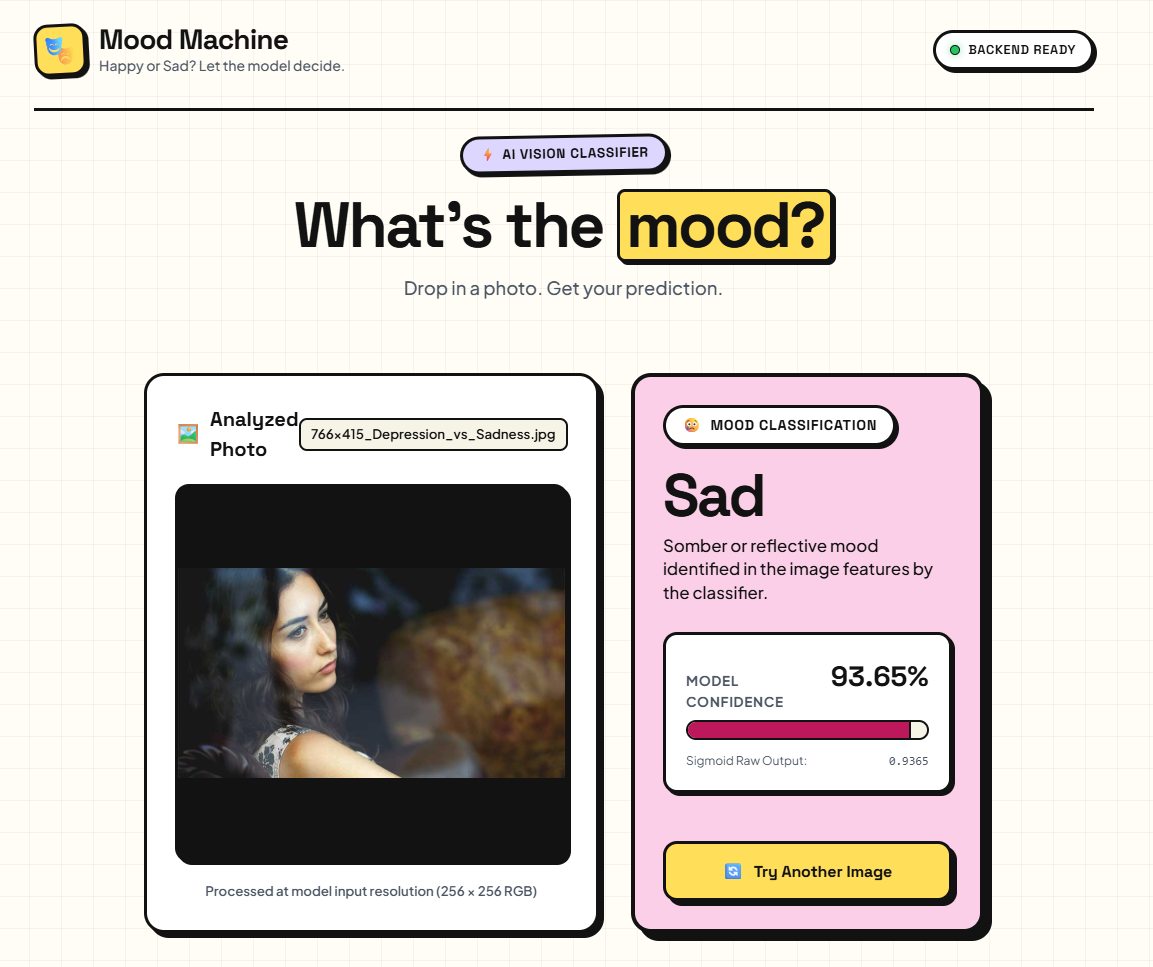 Mood Machine
Happy or Sad? Let the model decide.
BACKEND READY
AI VISION CLASSIFIER
What's the mood?
Drop in a photo. Get your prediction.
Analyzed
Photo
766×415_Depression_vs_Sadness.jpg
Processed at model input resolution (256 × 256 RGB)
MOOD CLASSIFICATION
Sad
Somber or reflective mood
identified in the image features by
the classifier.
MODEL
CONFIDENCE
93.65%
Sigmoid Raw Output:
0.9365
Try Another Image